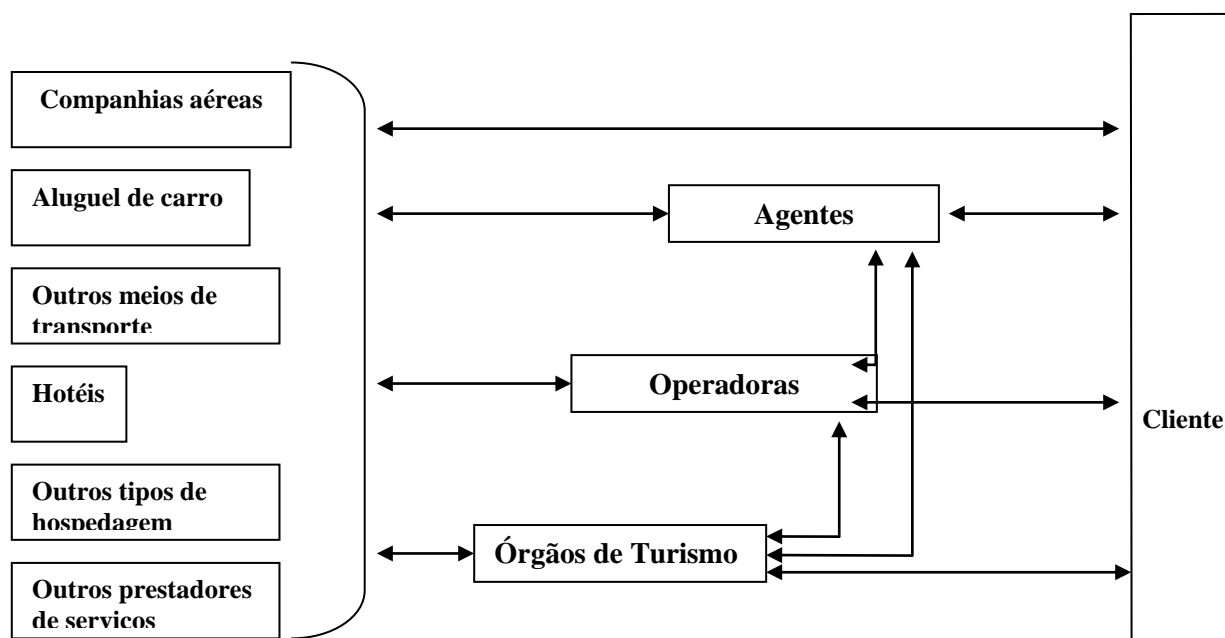 Companhias aéreas
Aluguel de carro
Agentes
Outros meios de
transporte
Hotéis
Operadoras
Cliente
Outros tipos de
hospedagem
Órgãos de Turismo
Outros prestadores
de serviços